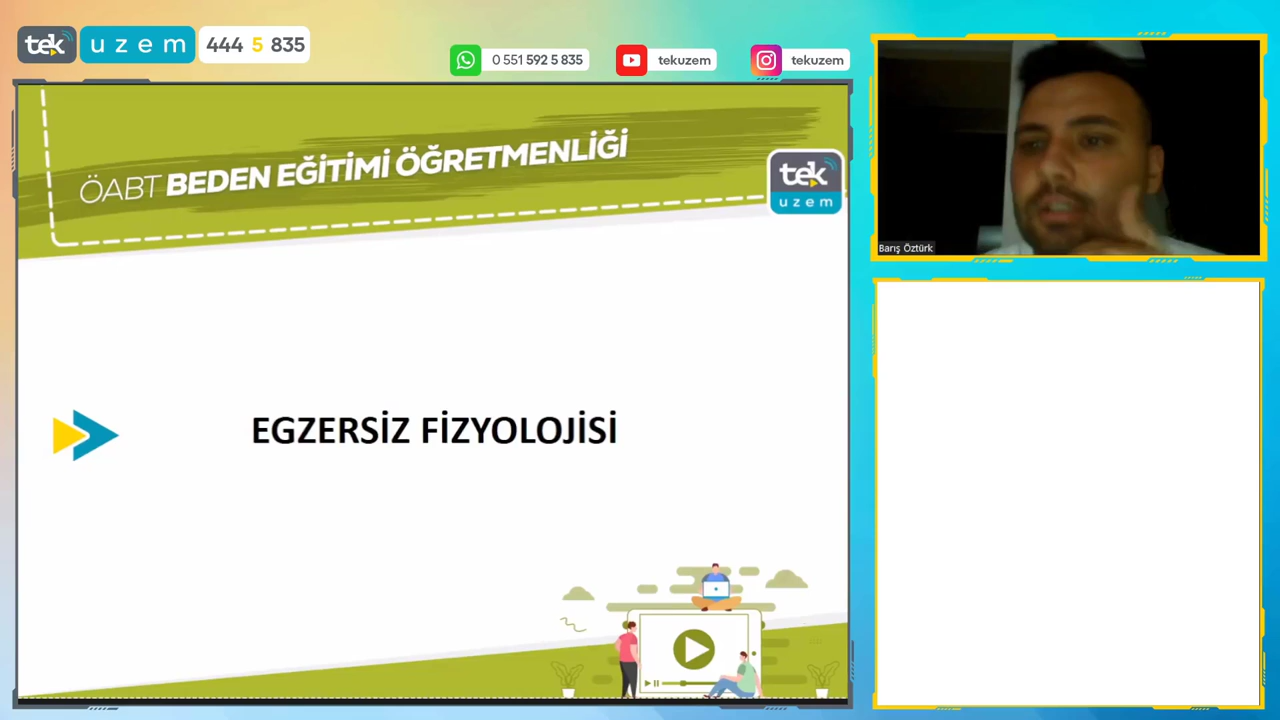 tek uzem 444 5 835
0 551 592 5 835
tekuzem
tekuzem
ÖABT BEDEN EĞİTİMİ ÖĞRETMENLİĞİ
tek
uzem
Barış Öztürk
EGZERSİZ FİZYOLOJİSİ